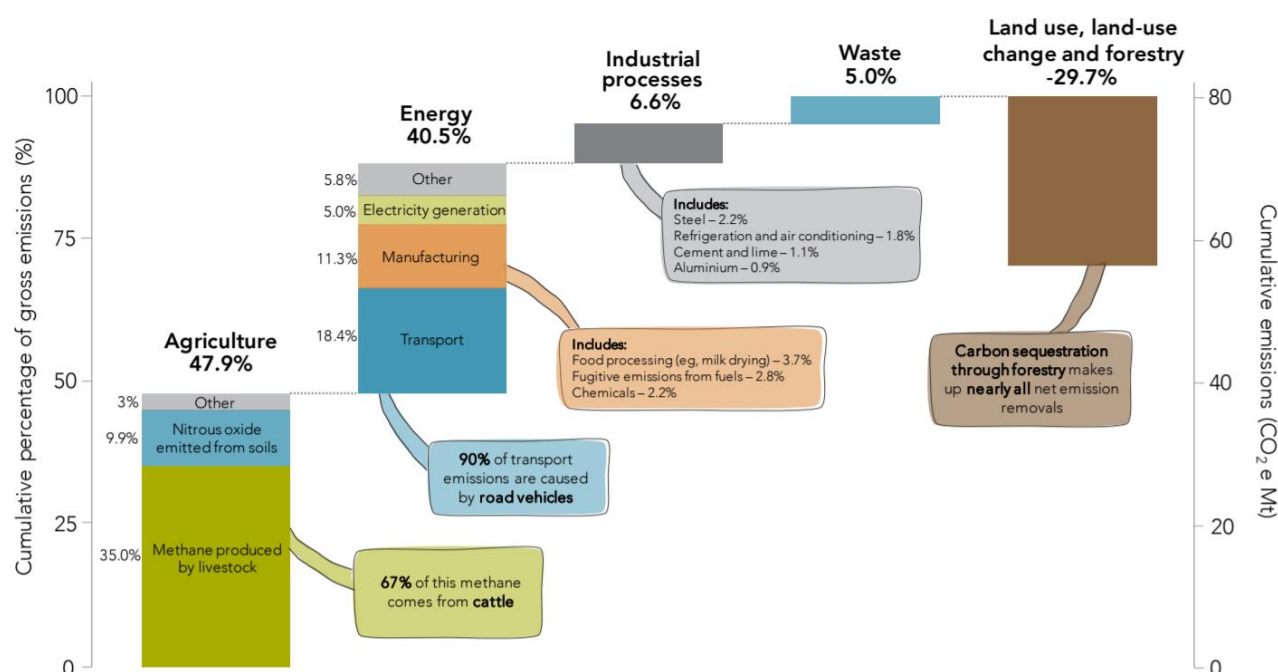 Land use, land-use
change and forestry
-29.7%
Waste
5.0%
Industrial
processes
6.6%
Energy
40.5%
Agriculture
47.9%
Cumulative percentage of gross emissions (%)
100
75
50
25
0
5.8%
Other
5.0%
Electricity generation
11.3%
Manufacturing
18.4%
Transport
3%
Other
9.9%
Nitrous oxide
emitted from soils
35.0%
Methane produced
by livestock
Includes:
Steel – 2.2%
Refrigeration and air conditioning – 1.8%
Cement and lime – 1.1%
Aluminium – 0.9%
Includes:
Food processing (eg, milk drying) – 3.7%
Fugitive emissions from fuels – 2.8%
Chemicals – 2.2%
90% of transport
emissions are caused
by road vehicles
67% of this methane
comes from cattle
Carbon sequestration
through forestry makes
up nearly all net emission
removals
80
60
40
20
0
Cumulative emissions (CO₂ e Mt)